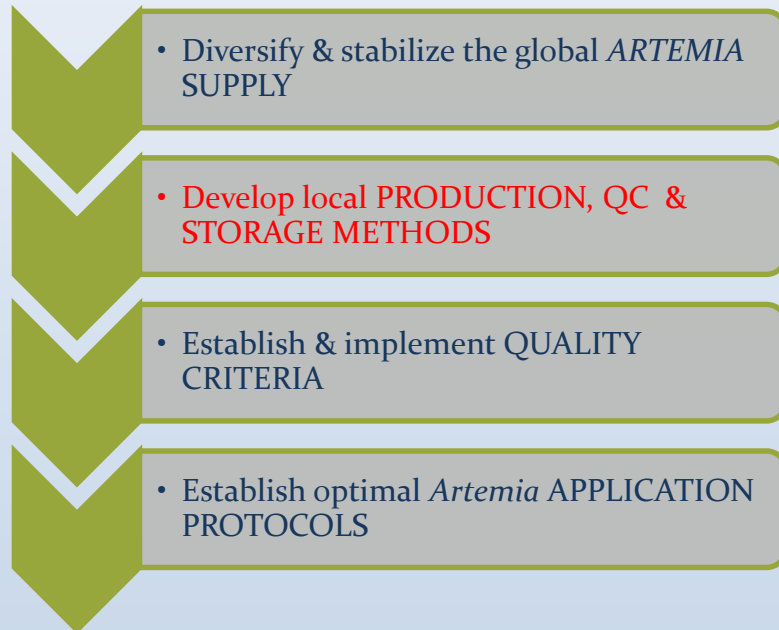 • Diversify & stabilize the global ARTEMIA
SUPPLY
• Develop local PRODUCTION, QC &
STORAGE METHODS
• Establish & implement QUALITY
CRITERIA
• Establish optimal Artemia APPLICATION
PROTOCOLS